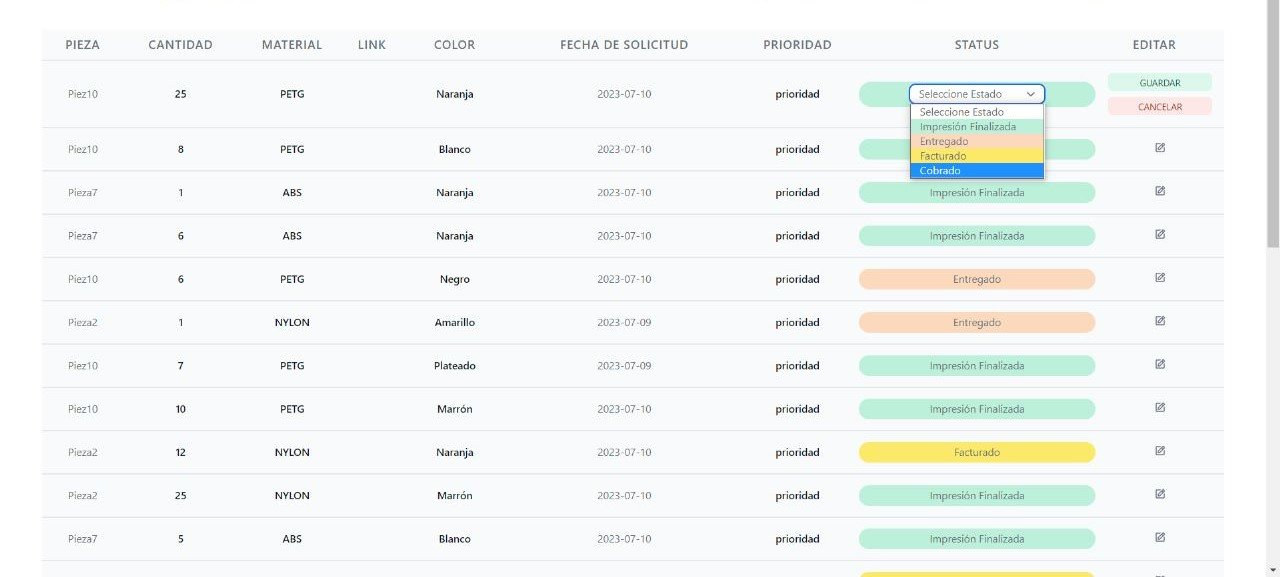 PIEZA CANTIDAD MATERIAL LINK COLOR FECHA DE SOLICITUD PRIORIDAD STATUS EDITAR
Piez10 25 PETG Naranja 2023-07-10 prioridad Seleccione Estado GUARDAR
CANCELAR
Seleccione Estado
Impresión Finalizada
Entregado
Facturado
Cobrado
Piez10 8 PETG Blanco 2023-07-10 prioridad
Pieza7 1 ABS Naranja 2023-07-10 prioridad Impresión Finalizada
Pieza7 6 ABS Naranja 2023-07-10 prioridad Impresión Finalizada
Piez10 6 PETG Negro 2023-07-10 prioridad Entregado
Pieza2 1 NYLON Amarillo 2023-07-09 prioridad Entregado
Piez10 7 PETG Plateado 2023-07-09 prioridad Impresión Finalizada
Piez10 10 PETG Marrón 2023-07-10 prioridad Impresión Finalizada
Pieza2 12 NYLON Naranja 2023-07-10 prioridad Facturado
Pieza2 25 NYLON Marrón 2023-07-10 prioridad Impresión Finalizada
Pieza7 5 ABS Blanco 2023-07-10 prioridad Impresión Finalizada